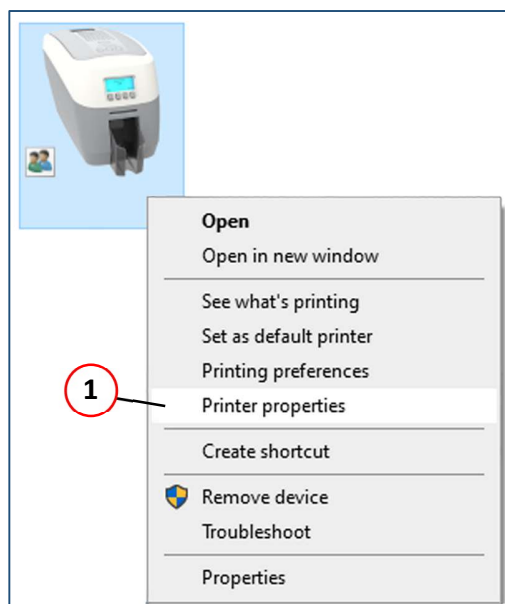 Open
Open in new window
See what's printing
Set as default printer
Printing preferences
1
Printer properties
Create shortcut
Remove device
Troubleshoot
Properties